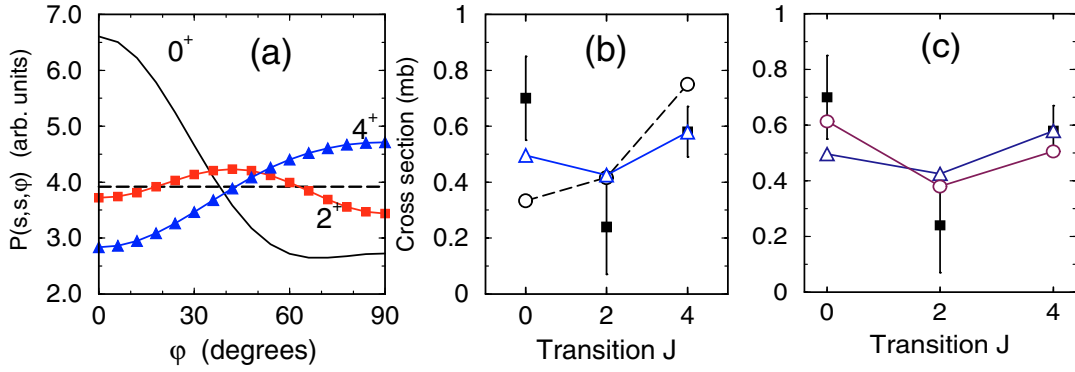 7.0
6.0
5.0
4.0
3.0
2.0
P(s,s,φ) (arb. units)
0+
(a)
4+
2+
0 30 60 90
φ (degrees)
1
0.8
0.6
0.4
0.2
0
Cross section (mb)
(b)
0 2 4
Transition J
1
0.8
0.6
0.4
0.2
0
(c)
0 2 4
Transition J